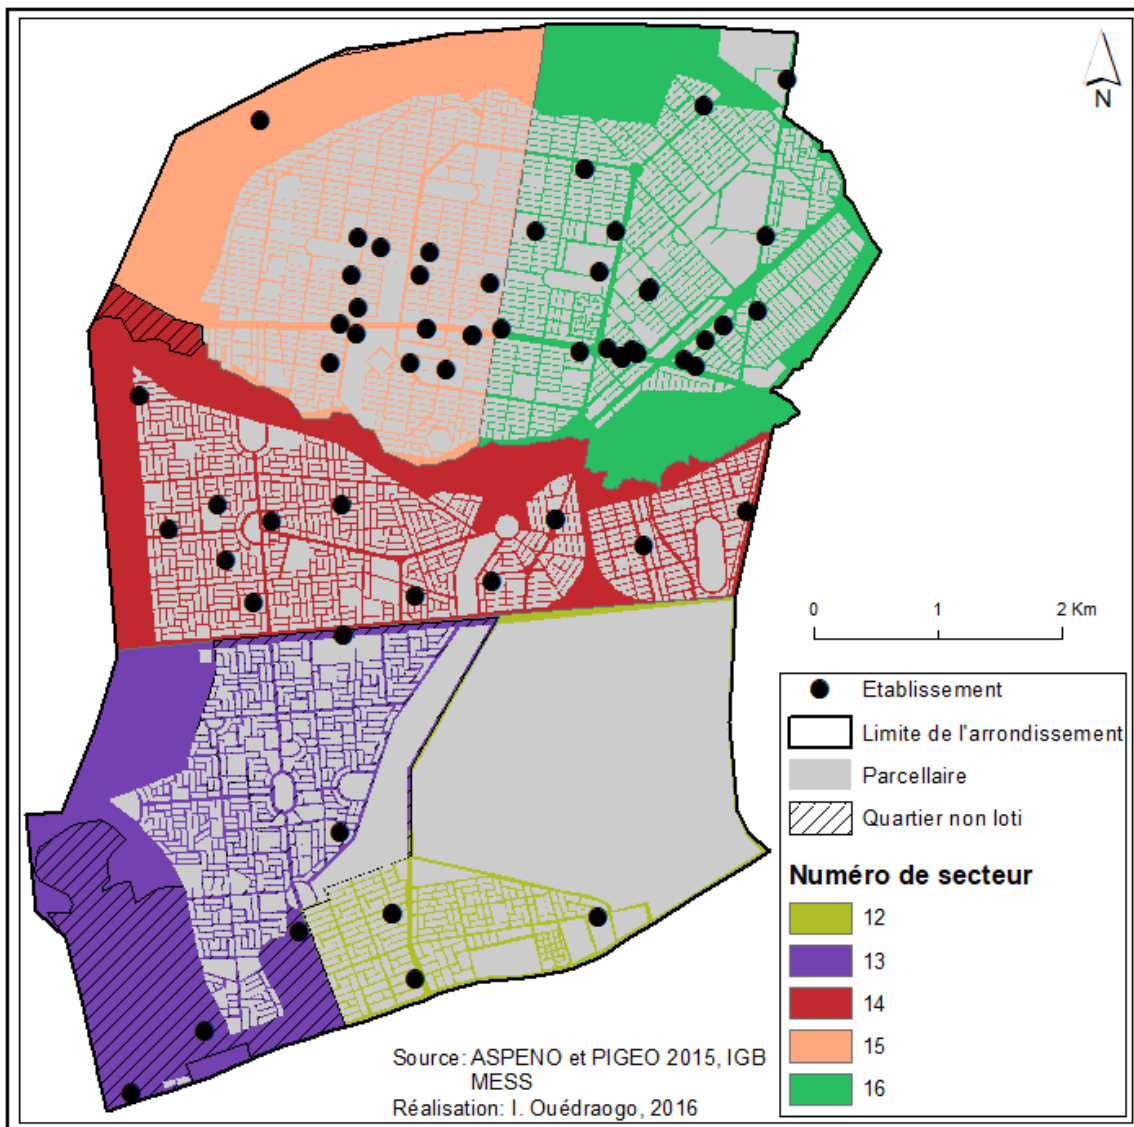 N
0 1 2 Km
Etablissement
Limite de l'arrondissement
Parcellaire
Quartier non loti
Numéro de secteur
12
13
14
15
16
Source: ASPENO et PIGEO 2015, IGB
MESS
Réalisation: I. Ouédraogo, 2016